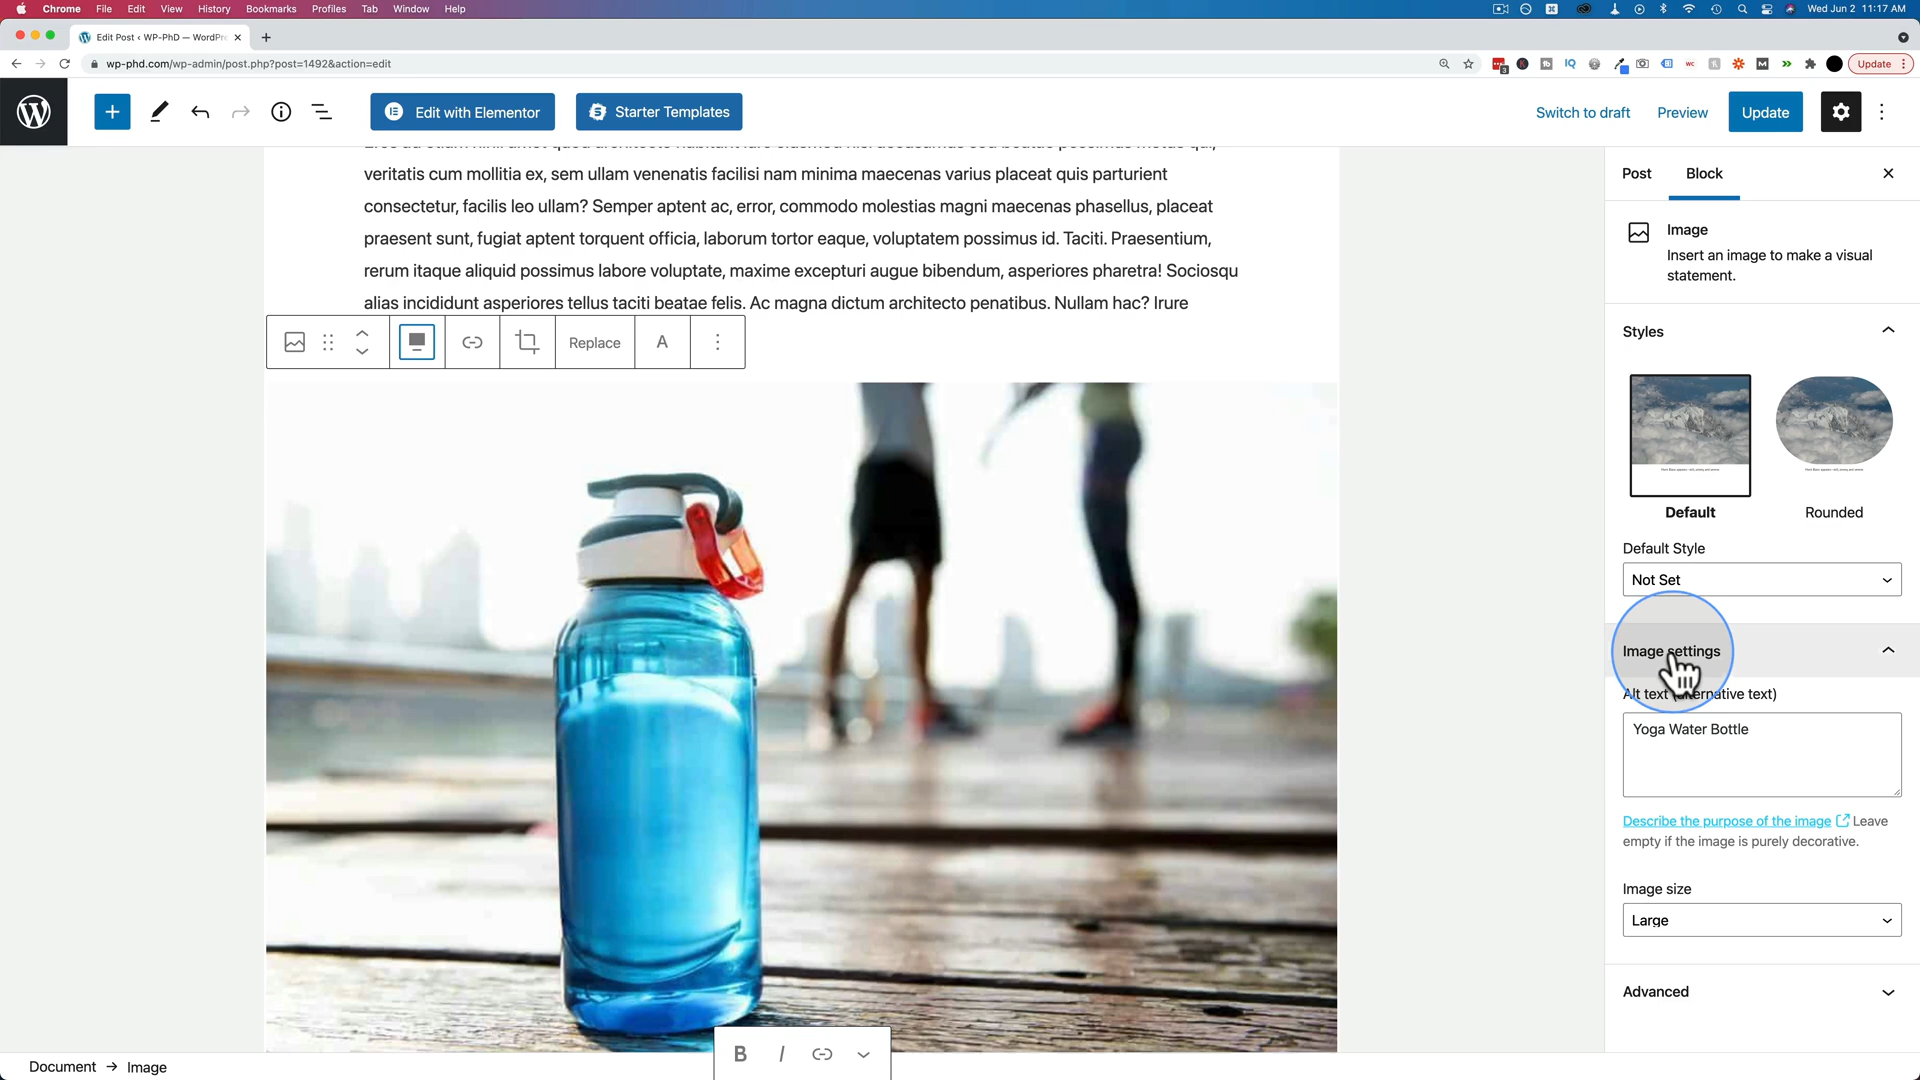 Chrome File Edit View History Bookmarks Profiles Tab Window Help
Wed Jun 2 11:17 AM
Edit Post ‹ WP-PhD — WordPre
wp-phd.com/wp-admin/post.php?post=1492&action=edit
Update
Edit with Elementor
Starter Templates
Switch to draft
Preview
Update
veritatis cum mollitia ex, sem ullam venenatis facilisi nam minima maecenas varius placeat quis parturient
consectetur, facilis leo ullam? Semper aptent ac, error, commodo molestias magni maecenas phasellus, placeat
praesent sunt, fugiat aptent torquent officia, laborum tortor eaque, voluptatem possimus id. Taciti. Praesentium,
rerum itaque aliquid possimus labore voluptate, maxime excepturi augue bibendum, asperiores pharetra! Sociosqu
alias incididunt asperiores tellus taciti beatae felis. Ac magna dictum architecto penatibus. Nullam hac? Irure
Replace
A
B I
Document → Image
Post
Block
Image
Insert an image to make a visual
statement.
Styles
Default
Rounded
Default Style
Not Set
Image settings
Alt text (alternative text)
Yoga Water Bottle
Describe the purpose of the image Leave
empty if the image is purely decorative.
Image size
Large
Advanced